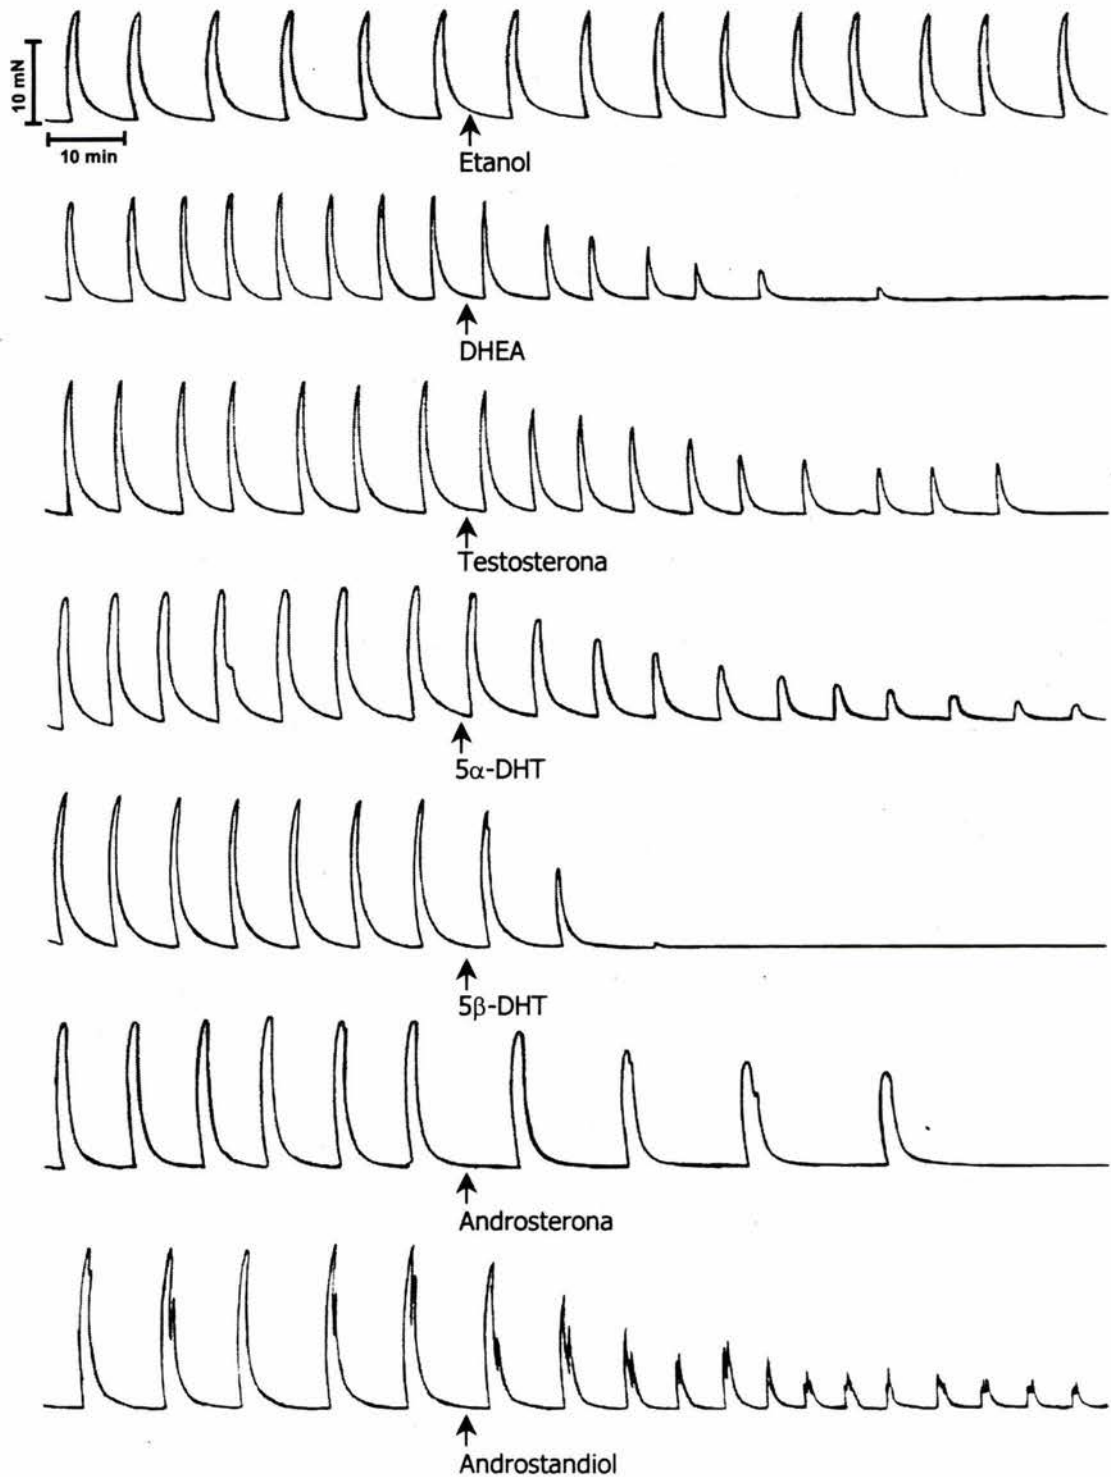 10 mN
10 min
Etanol
DHEA
Testosterona
5α-DHT
5β-DHT
Androsterona
Androstandiol